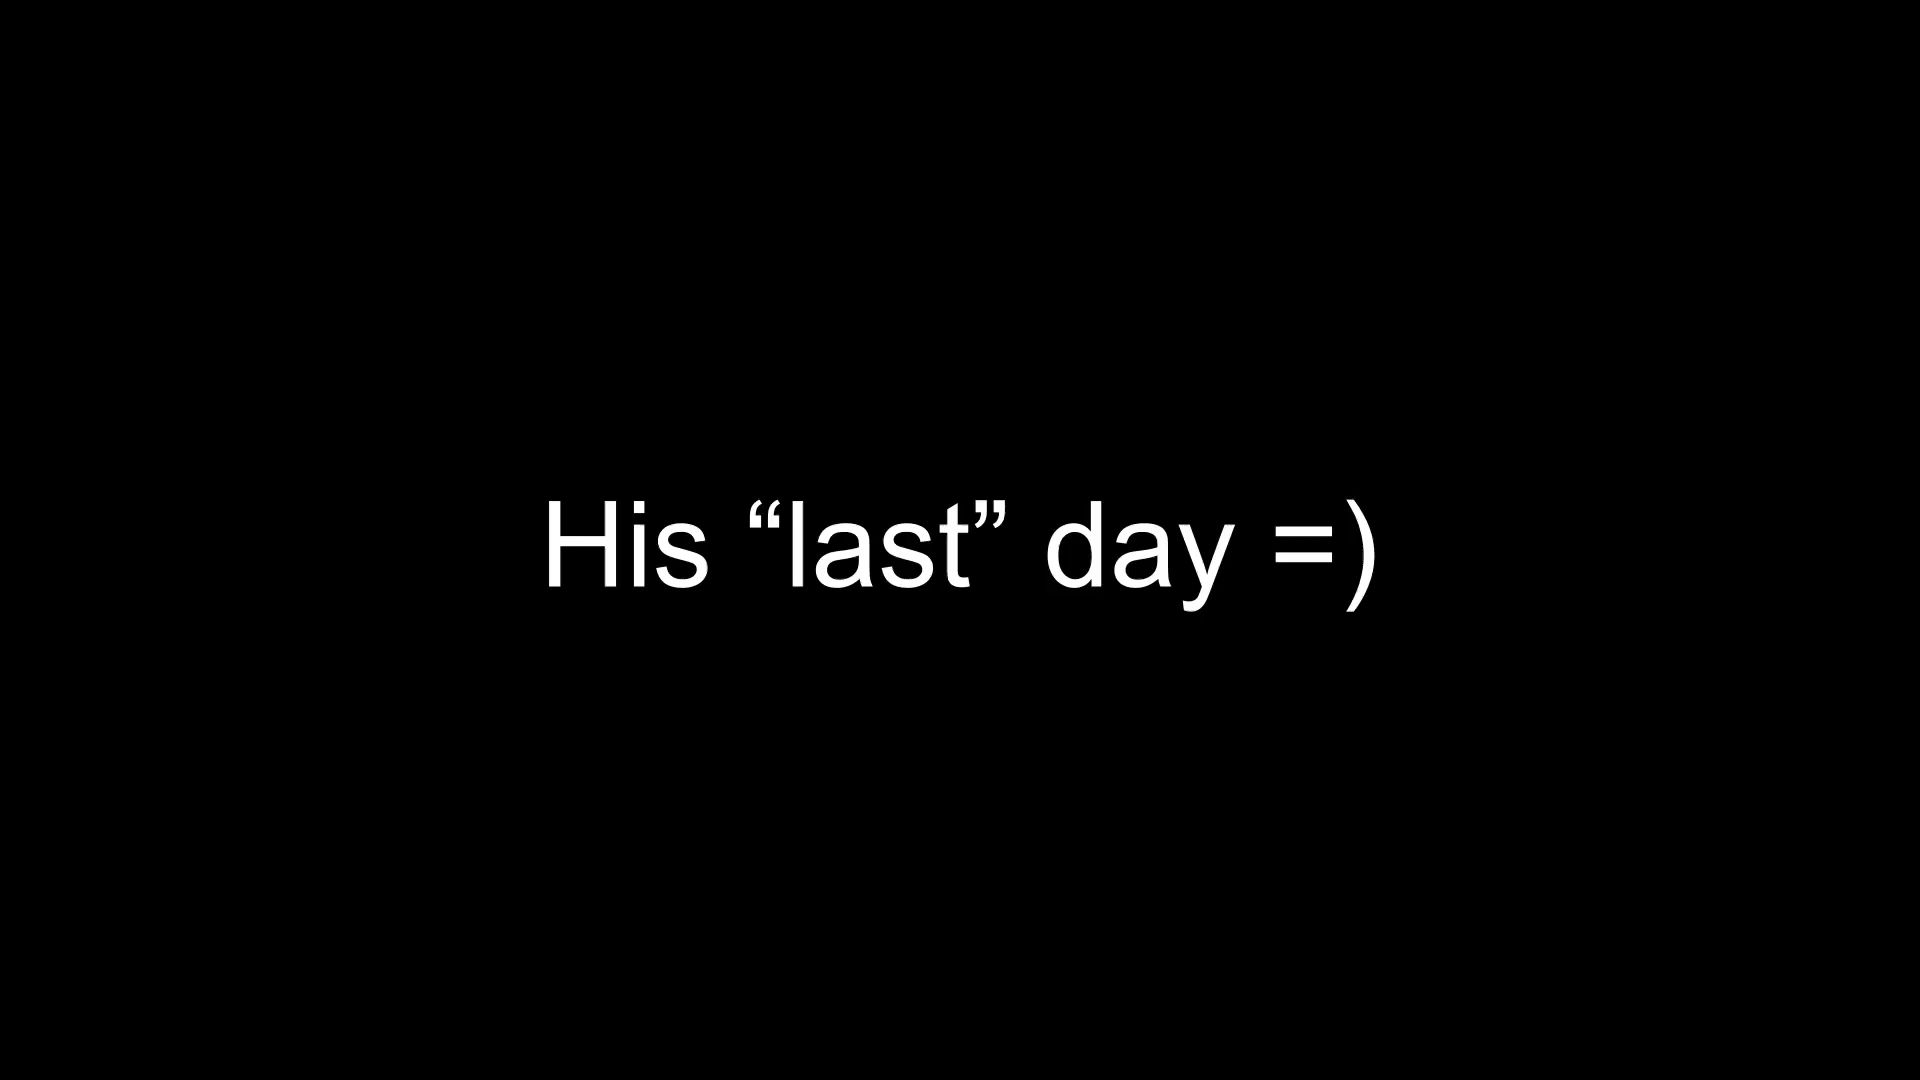 His “last” day =)